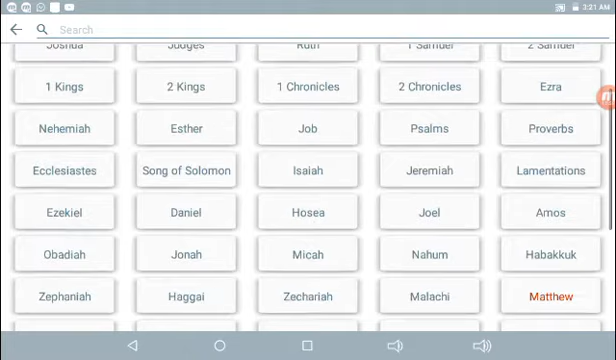 3:21 AM
Search
Joshua Judges Ruth 1 Samuel 2 Samuel
1 Kings 2 Kings 1 Chronicles 2 Chronicles Ezra
Nehemiah Esther Job Psalms Proverbs
Ecclesiastes Song of Solomon Isaiah Jeremiah Lamentations
Ezekiel Daniel Hosea Joel Amos
Obadiah Jonah Micah Nahum Habakkuk
Zephaniah Haggai Zechariah Malachi Matthew